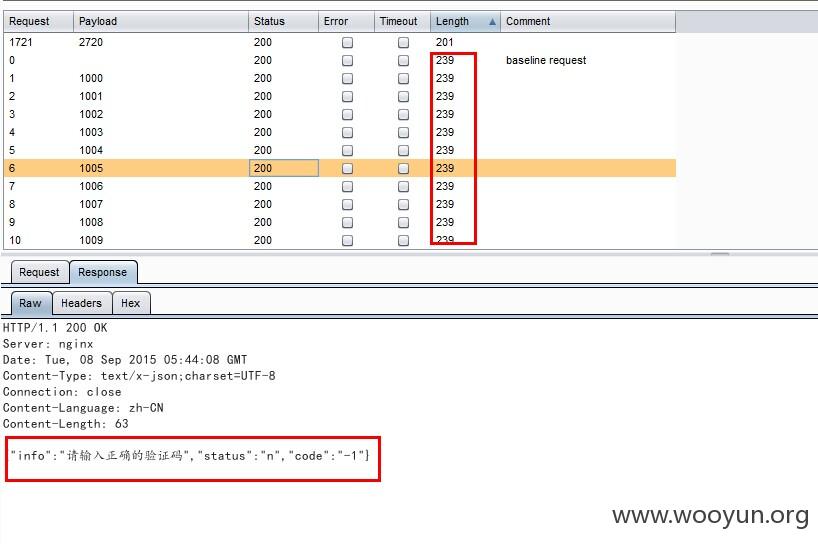 Request Payload Status Error Timeout Length Comment
1721 2720 200 201
0 200 239 baseline request
1 1000 200 239
2 1001 200 239
3 1002 200 239
4 1003 200 239
5 1004 200 239
6 1005 200 239
7 1006 200 239
8 1007 200 239
9 1008 200 239
10 1009 200 239
Request Response
Raw Headers Hex
HTTP/1.1 200 OK
Server: nginx
Date: Tue, 08 Sep 2015 05:44:08 GMT
Content-Type: text/x-json;charset=UTF-8
Connection: close
Content-Language: zh-CN
Content-Length: 63
"info":"请输入正确的验证码","status":"n","code":"-1"}
www.wooyun.org